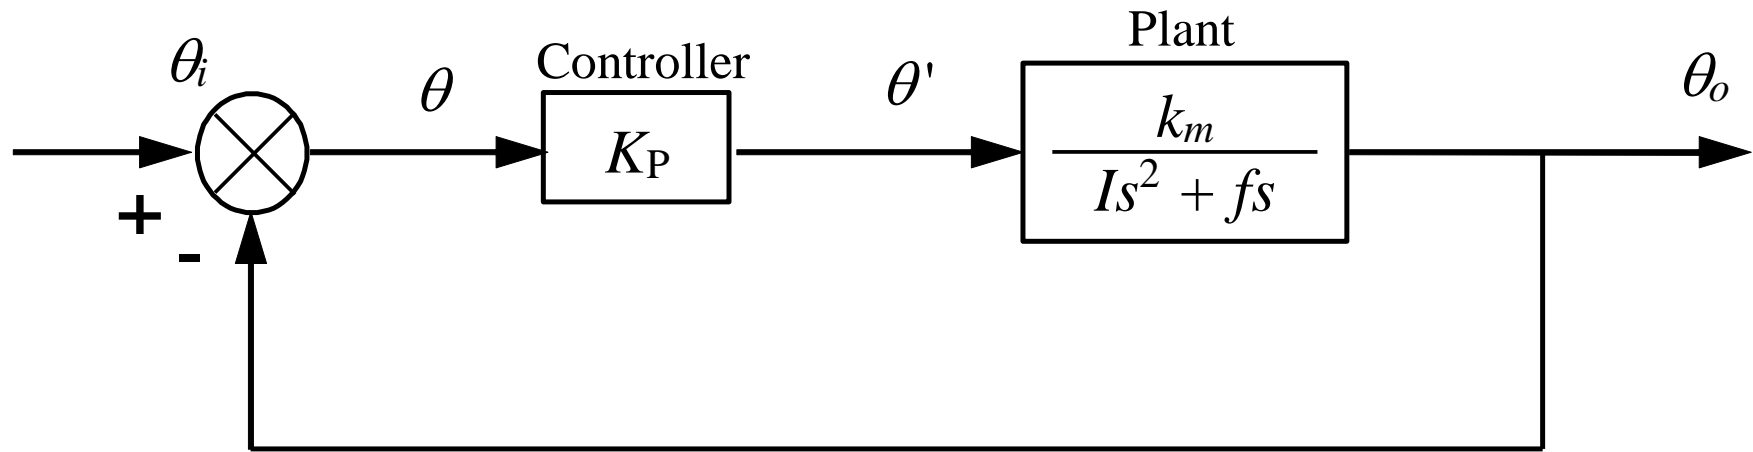 Plant
Controller
θi
θ
KP
θ'
km
Is² + fs
θo
+
-